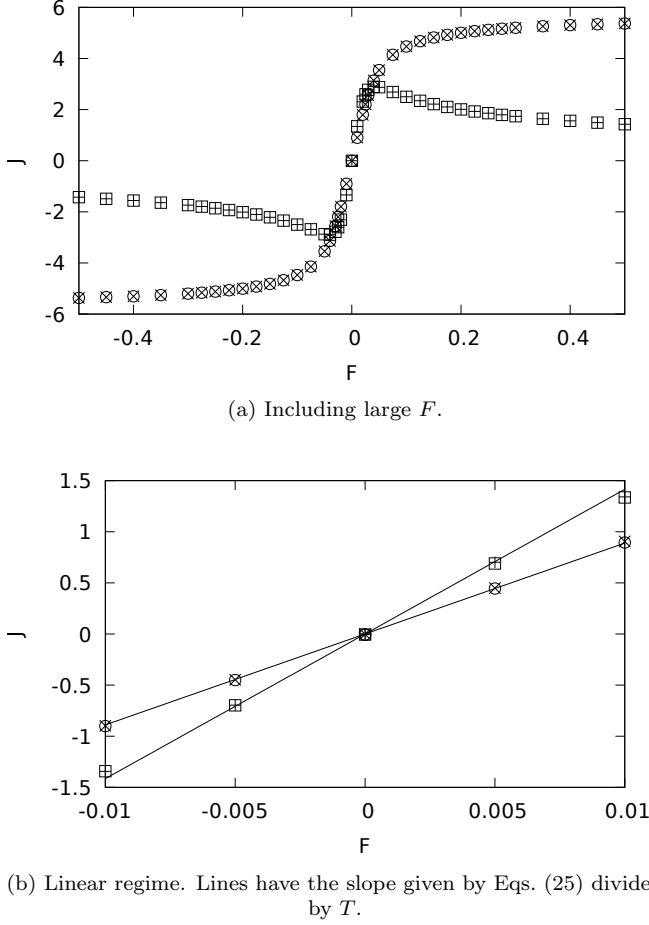 6
4
2
0
-2
-4
-6
J
-0.4 -0.2 0 0.2 0.4
F
(a) Including large F.
1.5
1
0.5
0
-0.5
-1
-1.5
J
-0.01 -0.005 0 0.005 0.01
F
(b) Linear regime. Lines have the slope given by Eqs. (25) divide
by T.